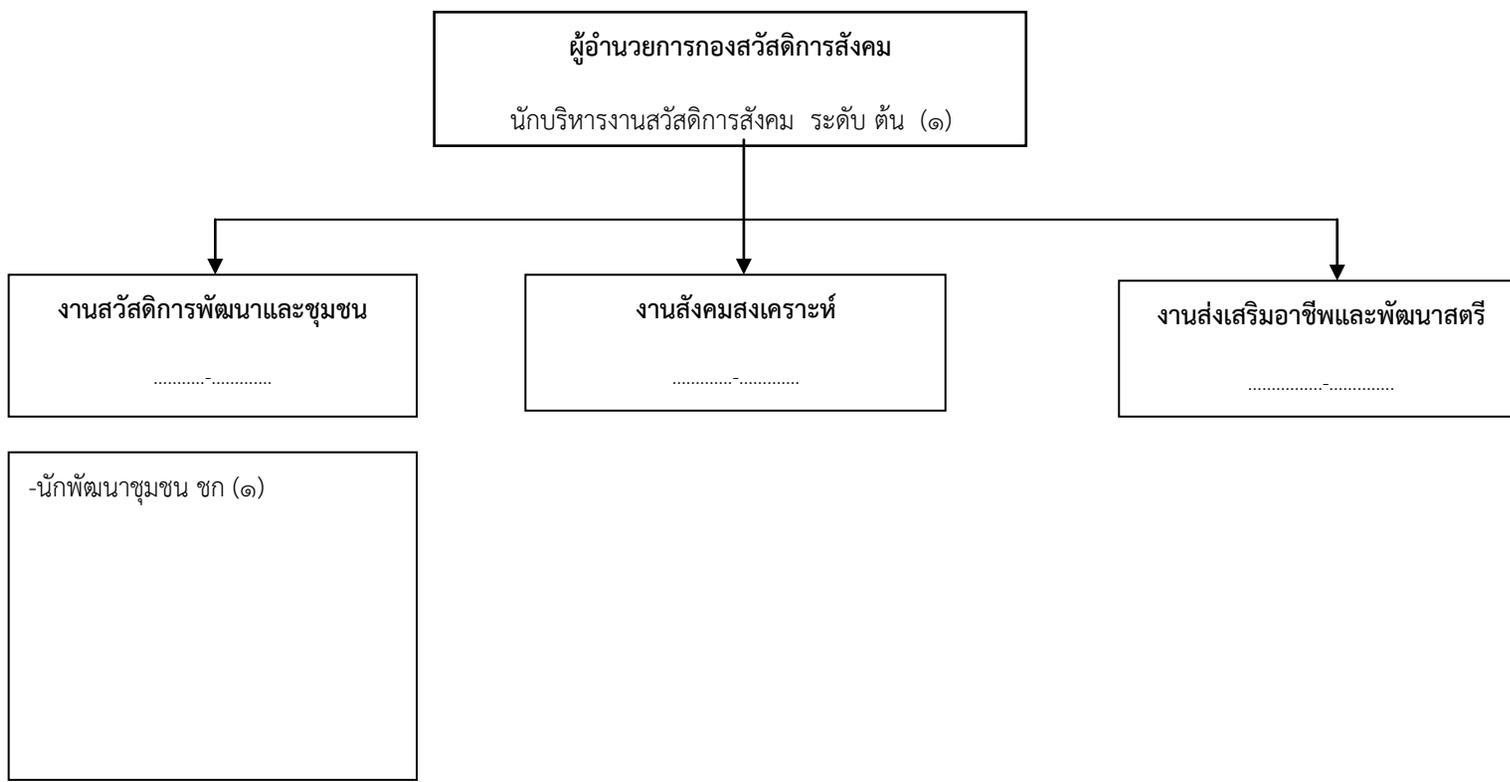 ผู้อำนวยการกองสวัสดิการสังคม
นักบริหารงานสวัสดิการสังคม ระดับ ต้น (๑)
งานสวัสดิการพัฒนาและชุมชน
...........-.............
งานสังคมสงเคราะห์
.............-.............
งานส่งเสริมอาชีพและพัฒนาสตรี
................-..............
-นักพัฒนาชุมชน ชก (๑)